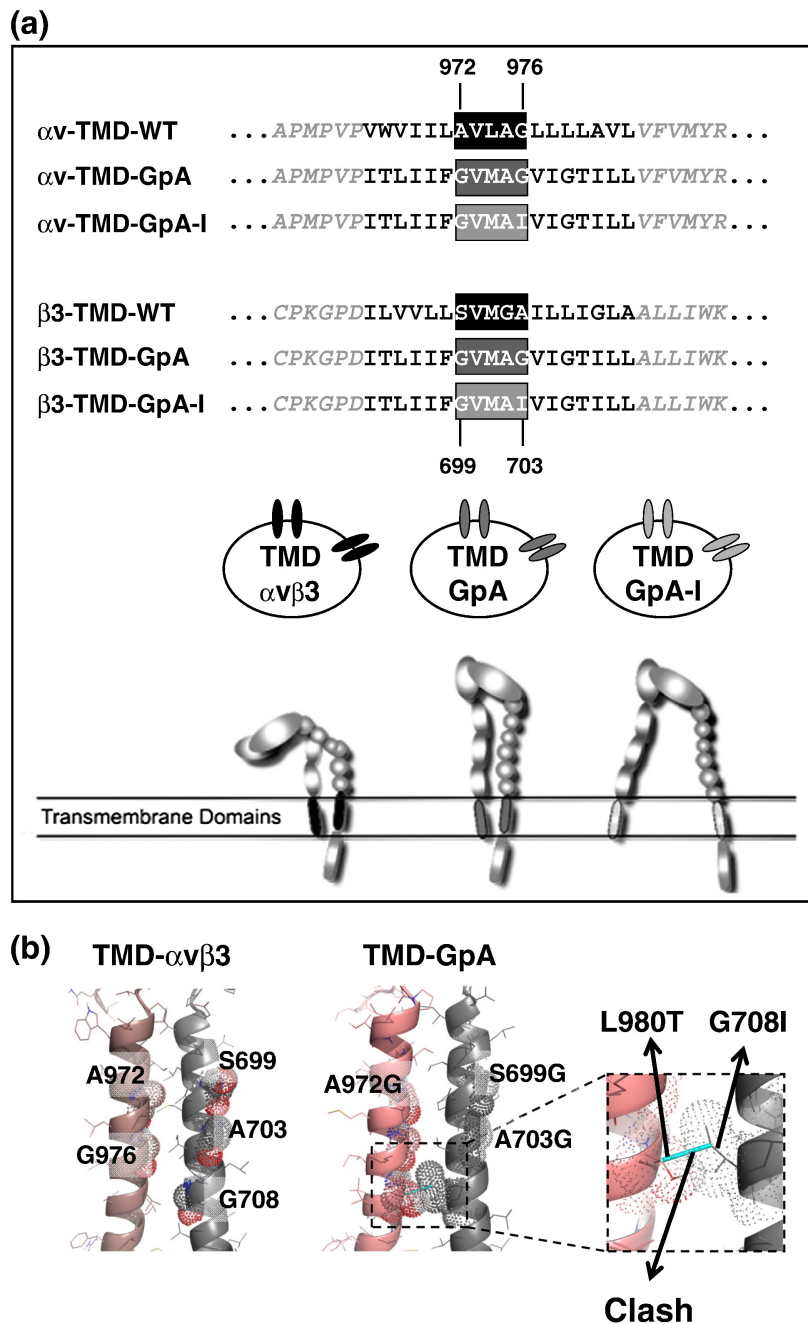 (a)
972 976
αv-TMD-WT ...APMPVPVWVIILAVLAGLLLLAVLVFVMYR...
αv-TMD-GpA ...APMPVPITLIIFGVMAGVIGTILLVFVMYR...
αv-TMD-GpA-I ...APMPVPITLIIFGVMAIVIGTILLVFVMYR...
β3-TMD-WT ...CPKGPDILVVLLSVMGAILLIGLAALLIWK...
β3-TMD-GpA ...CPKGPDITLIIFGVMAGVIGTILLALLIWK...
β3-TMD-GpA-I ...CPKGPDITLIIFGVMAIVIGTILLALLIWK...
699 703
TMD TMD TMD
αvβ3 GpA GpA-I
Transmembrane Domains
(b)
TMD-αvβ3 TMD-GpA
L980T G708I
A972 S699 A972G S699G
A703 A703G
G976
G708
Clash